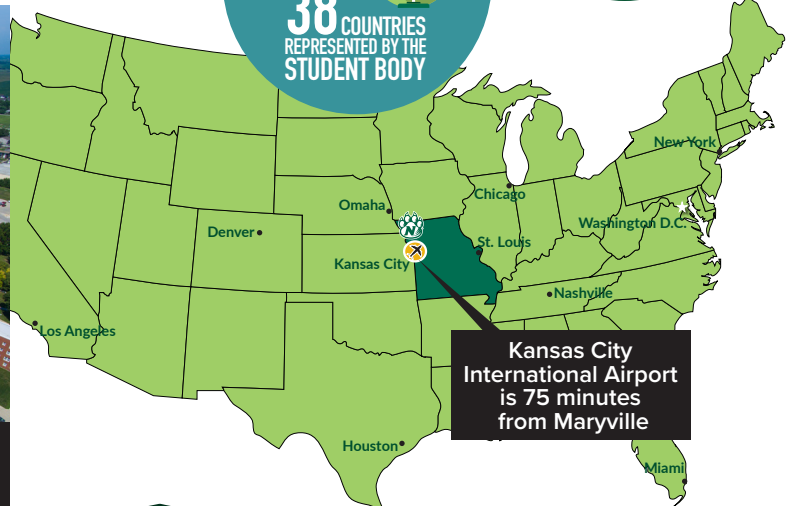 38 COUNTRIES
REPRESENTED BY THE
STUDENT BODY
New York
Chicago
Omaha
N
Washington D.C.
Denver
St. Louis
Kansas City
Nashville
Los Angeles
Kansas City
International Airport
is 75 minutes
from Maryville
Houston
Miami